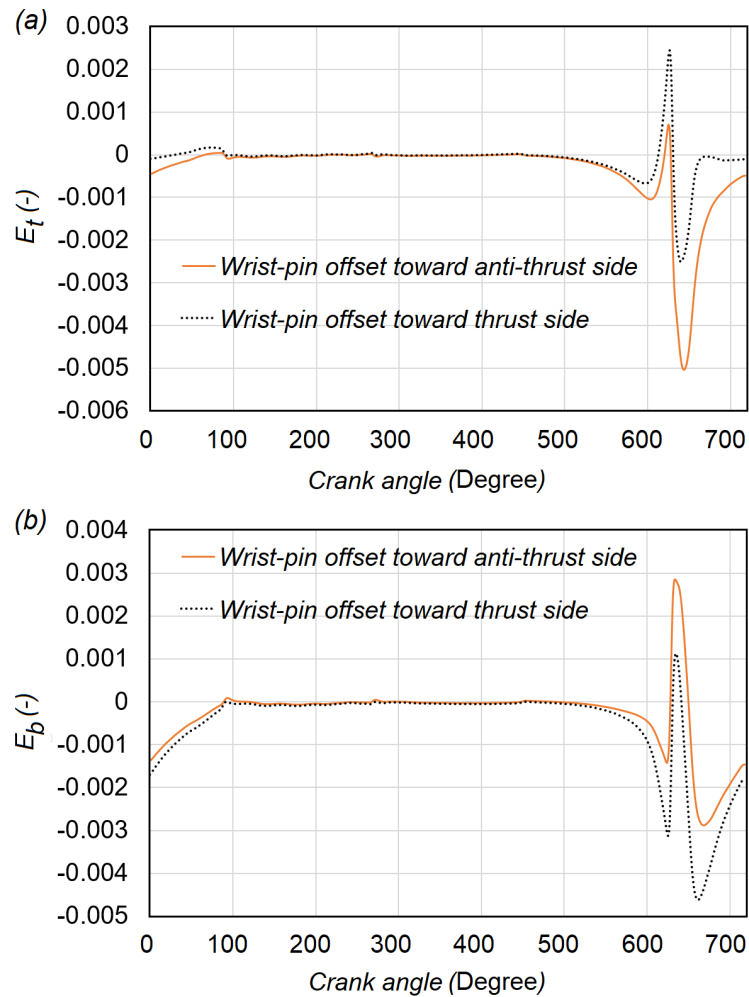 (a)
0.003
0.002
0.001
0
-0.001
-0.002
-0.003
-0.004
-0.005
-0.006
E_t (-)
Wrist-pin offset toward anti-thrust side
Wrist-pin offset toward thrust side
0 100 200 300 400 500 600 700
Crank angle (Degree)
(b)
0.004
0.003
0.002
0.001
0
-0.001
-0.002
-0.003
-0.004
-0.005
E_b (-)
Wrist-pin offset toward anti-thrust side
Wrist-pin offset toward thrust side
0 100 200 300 400 500 600 700
Crank angle (Degree)